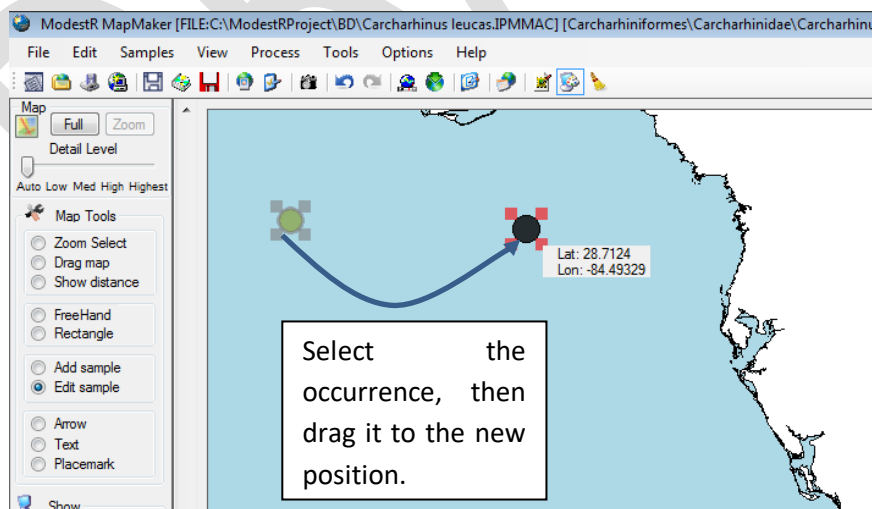 ModestR MapMaker [FILE:C:\ModestRProject\BD\Carcharhinus leucas.IPMMAC] [Carcharhiniformes\Carcharhinidae\Carcharhinu
File Edit Samples View Process Tools Options Help
Map
Full Zoom
Detail Level
Auto Low Med High Highest
Map Tools
Zoom Select
Drag map
Show distance
FreeHand
Rectangle
Add sample
Edit sample
Arrow
Text
Placemark
Show
Lat: 28.7124
Lon: -84.49329
Select the
occurrence, then
drag it to the new
position.